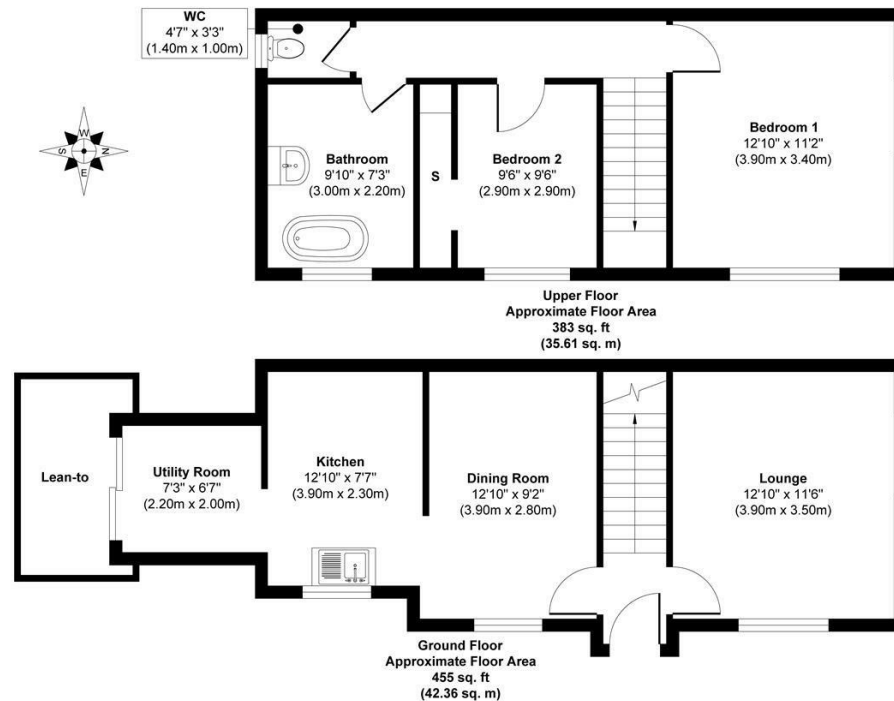 WC
4'7" x 3'3"
(1.40m x 1.00m)
W
S
N
E
Bathroom
9'10" x 7'3"
(3.00m x 2.20m)
S
Bedroom 2
9'6" x 9'6"
(2.90m x 2.90m)
Bedroom 1
12'10" x 11'2"
(3.90m x 3.40m)
Upper Floor
Approximate Floor Area
383 sq. ft
(35.61 sq. m)
Lean-to
Utility Room
7'3" x 6'7"
(2.20m x 2.00m)
Kitchen
12'10" x 7'7"
(3.90m x 2.30m)
Dining Room
12'10" x 9'2"
(3.90m x 2.80m)
Lounge
12'10" x 11'6"
(3.90m x 3.50m)
Ground Floor
Approximate Floor Area
455 sq. ft
(42.36 sq. m)